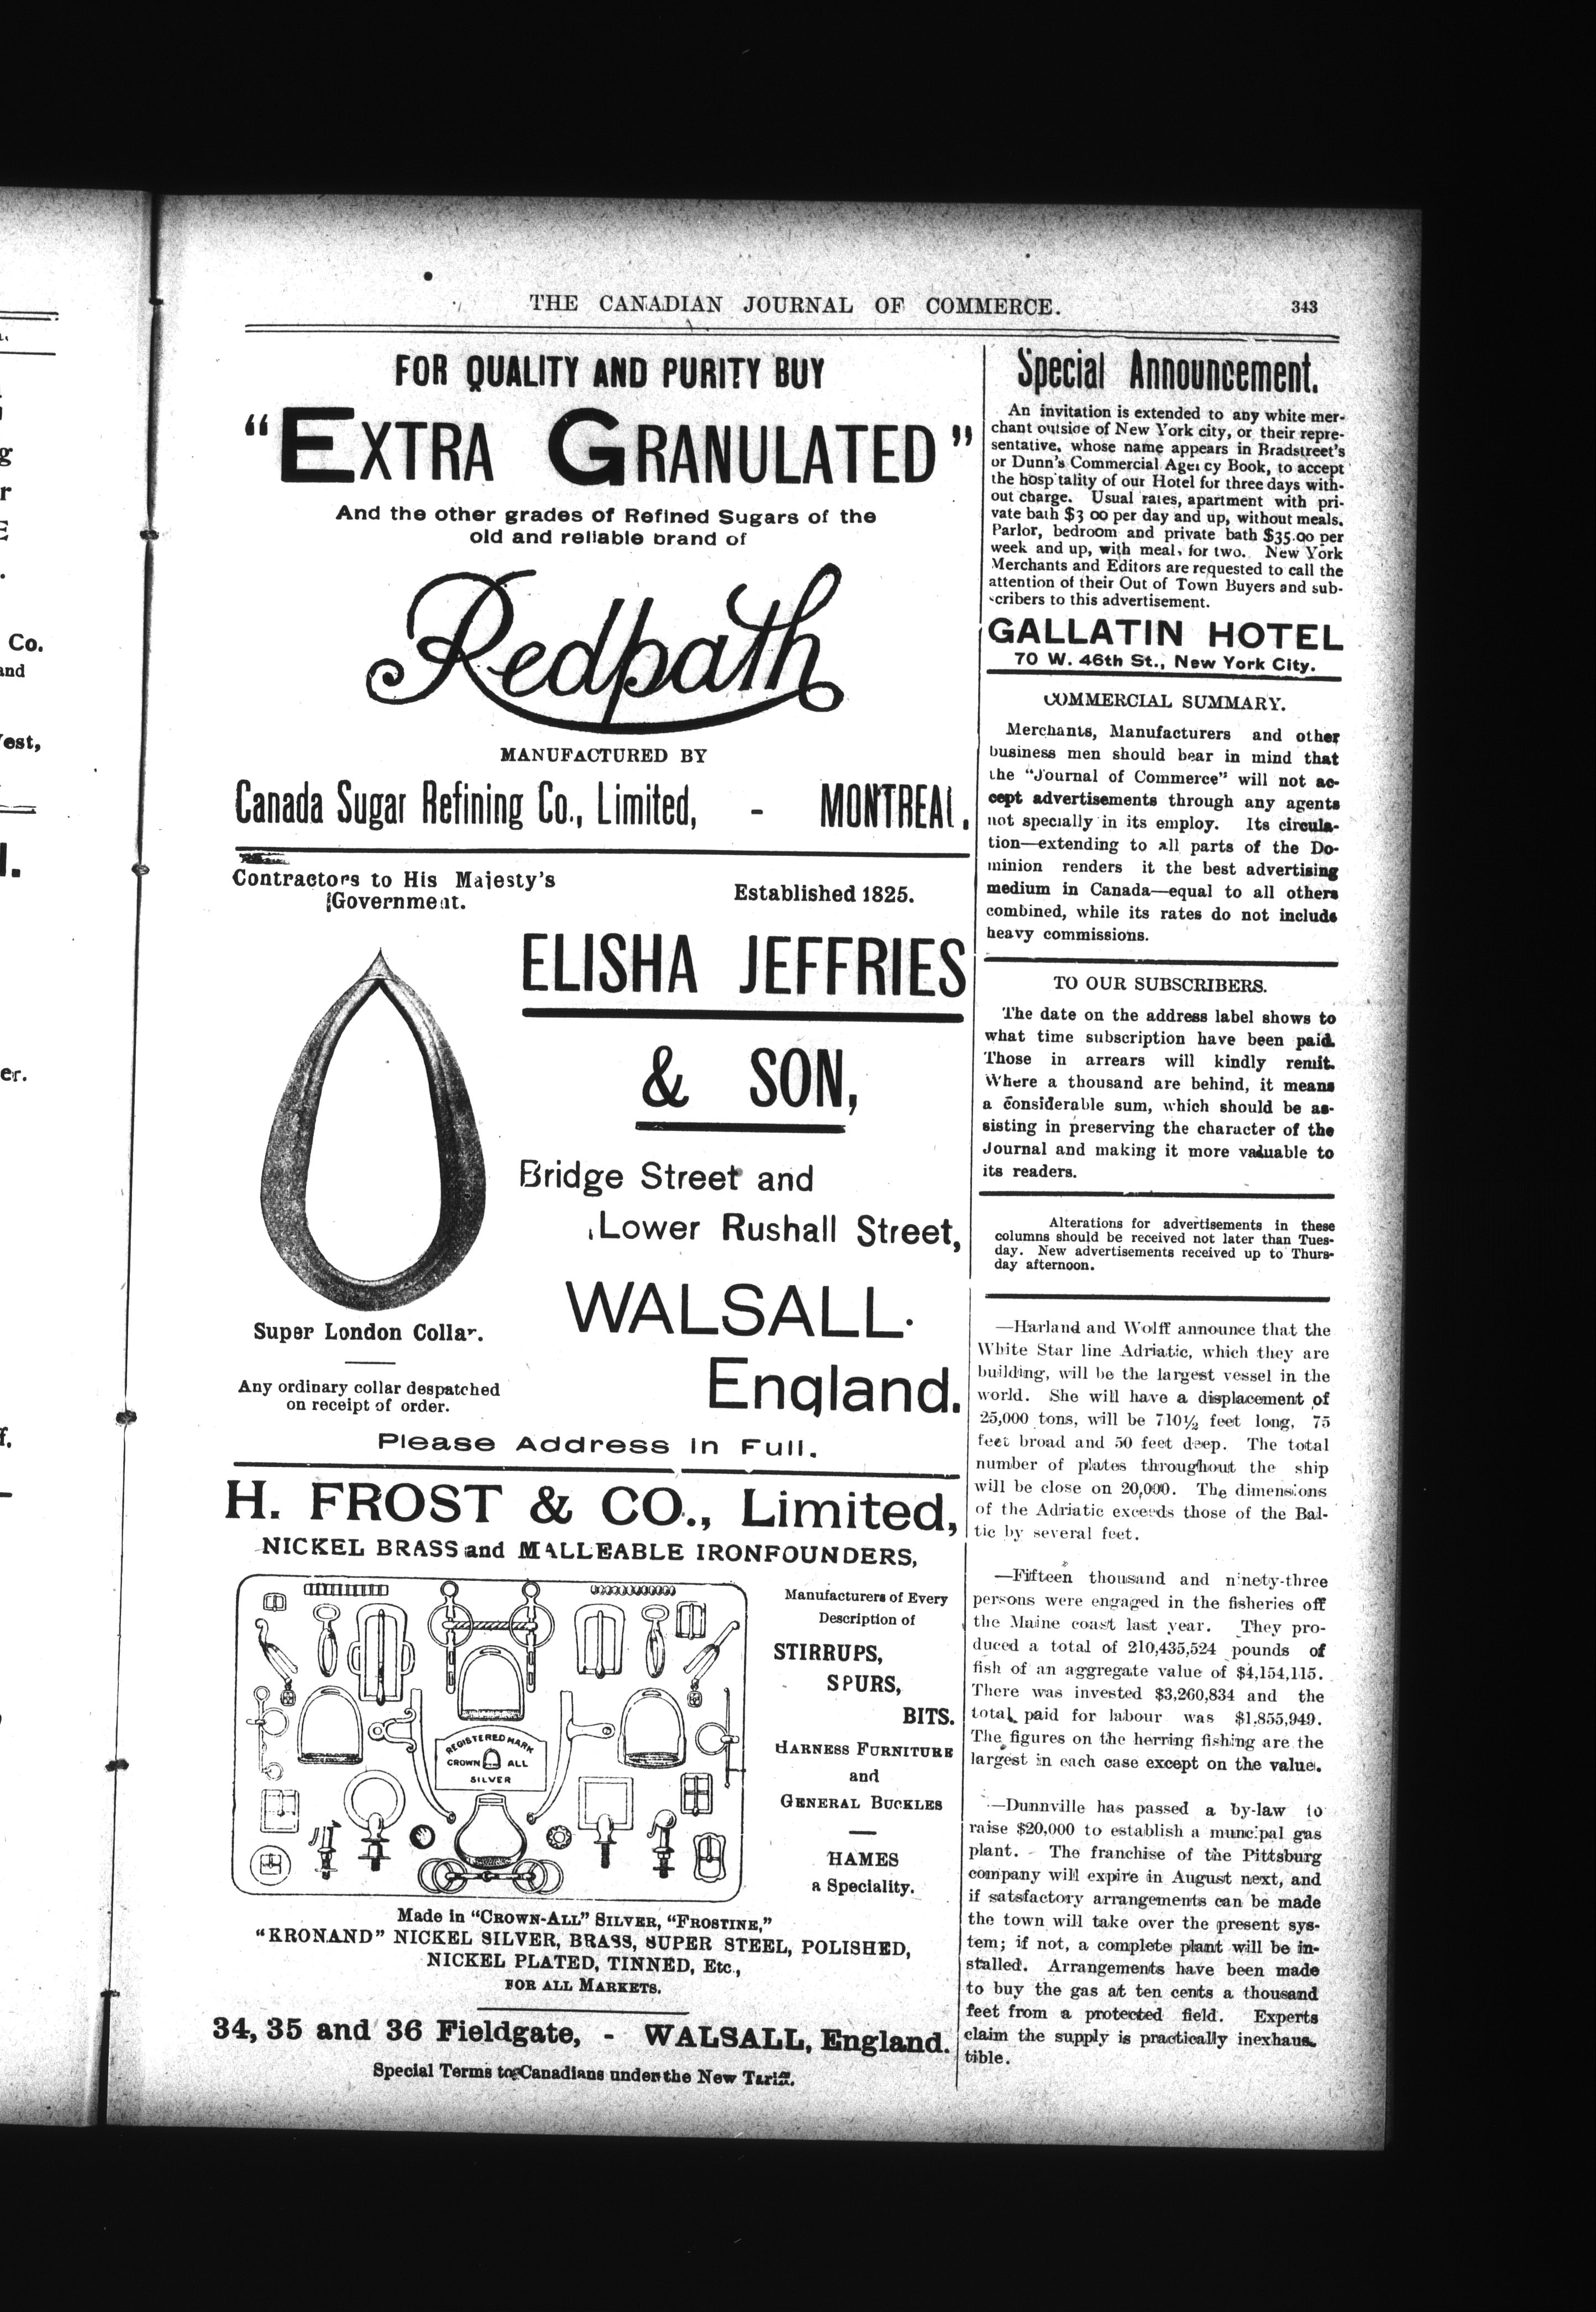 THE CANADIAN JOURNAL OF COMMERCE.
343
FOR QUALITY AND PURITY BUY
"EXTRA GRANULATED"
And the other grades of Refined Sugars of the
old and reliable brand of
Redpath
MANUFACTURED BY
Canada Sugar Refining Co., Limited, - MONTREAL.
Contractors to His Majesty's
Government.
Established 1825.
ELISHA JEFFRIES
& SON,
Bridge Street and
Lower Rushall Street,
WALSALL.
England.
Super London Collar.
Any ordinary collar despatched
on receipt of order.
Please Address in Full.
H. FROST & CO., Limited,
NICKEL BRASS and MALLEABLE IRONFOUNDERS,
REGISTERED MARK
CROWN ALL
SILVER
Manufacturers of Every
Description of
STIRRUPS,
SPURS,
BITS.
HARNESS FURNITURE
and
GENERAL BUCKLES
HAMES
a Speciality.
Made in "CROWN-ALL" SILVER, "FROSTINE,"
"KRONAND" NICKEL SILVER, BRASS, SUPER STEEL, POLISHED,
NICKEL PLATED, TINNED, Etc.,
FOR ALL MARKETS.
34, 35 and 36 Fieldgate, - WALSALL, England.
Special Terms to Canadians under the New Tariff.
Special Announcement.
An invitation is extended to any white mer-
chant outside of New York city, or their repre-
sentative, whose name appears in Bradstreet's
or Dunn's Commercial Agency Book, to accept
the hospitality of our Hotel for three days with-
out charge. Usual rates, apartment with pri-
vate bath $3 00 per day and up, without meals.
Parlor, bedroom and private bath $35.00 per
week and up, with meals for two. New York
Merchants and Editors are requested to call the
attention of their Out of Town Buyers and sub-
scribers to this advertisement.
GALLATIN HOTEL
70 W. 46th St., New York City.
COMMERCIAL SUMMARY.
Merchants, Manufacturers and other
business men should bear in mind that
the "Journal of Commerce" will not ac-
cept advertisements through any agents
not specially in its employ. Its circula-
tion—extending to all parts of the Do-
minion renders it the best advertising
medium in Canada—equal to all others
combined, while its rates do not include
heavy commissions.
TO OUR SUBSCRIBERS.
The date on the address label shows to
what time subscription have been paid.
Those in arrears will kindly remit.
Where a thousand are behind, it means
a considerable sum, which should be as-
sisting in preserving the character of the
Journal and making it more valuable to
its readers.
Alterations for advertisements in these
columns should be received not later than Tues-
day. New advertisements received up to Thurs-
day afternoon.
—Harland and Wolff announce that the
White Star line Adriatic, which they are
building, will be the largest vessel in the
world. She will have a displacement of
25,000 tons, will be 710½ feet long, 75
feet broad and 50 feet deep. The total
number of plates throughout the ship
will be close on 20,000. The dimensions
of the Adriatic exceeds those of the Bal-
tic by several feet.
—Fifteen thousand and ninety-three
persons were engaged in the fisheries off
the Maine coast last year. They pro-
duced a total of 210,435,524 pounds of
fish of an aggregate value of $4,154,115.
There was invested $3,260,834 and the
total paid for labour was $1,855,949.
The figures on the herring fishing are the
largest in each case except on the value.
—Dunnville has passed a by-law to
raise $20,000 to establish a muncipal gas
plant. The franchise of the Pittsburg
company will expire in August next, and
if satsfactory arrangements can be made
the town will take over the present sys-
tem; if not, a complete plant will be in-
stalled. Arrangements have been made
to buy the gas at ten cents a thousand
feet from a protected field. Experts
claim the supply is practically inexhaus-
tible.